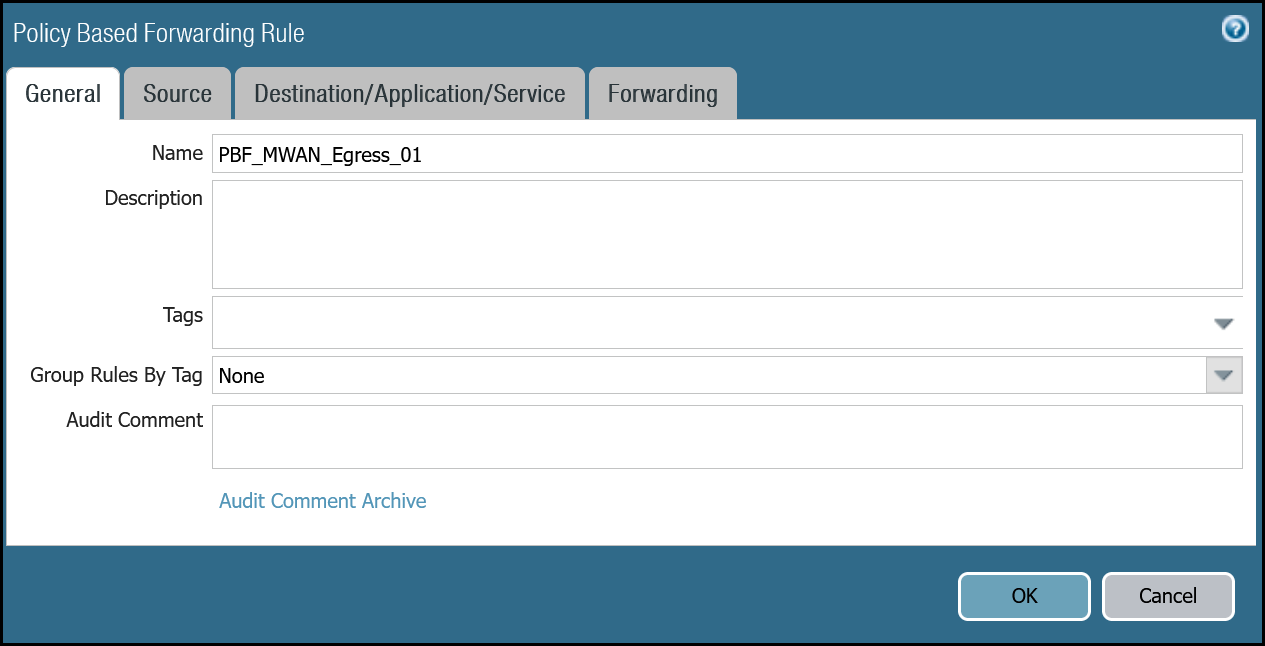 Policy Based Forwarding Rule
?
General Source Destination/Application/Service Forwarding
Name PBF_MWAN_Egress_01
Description
Tags
Group Rules By Tag None
Audit Comment
Audit Comment Archive
OK Cancel